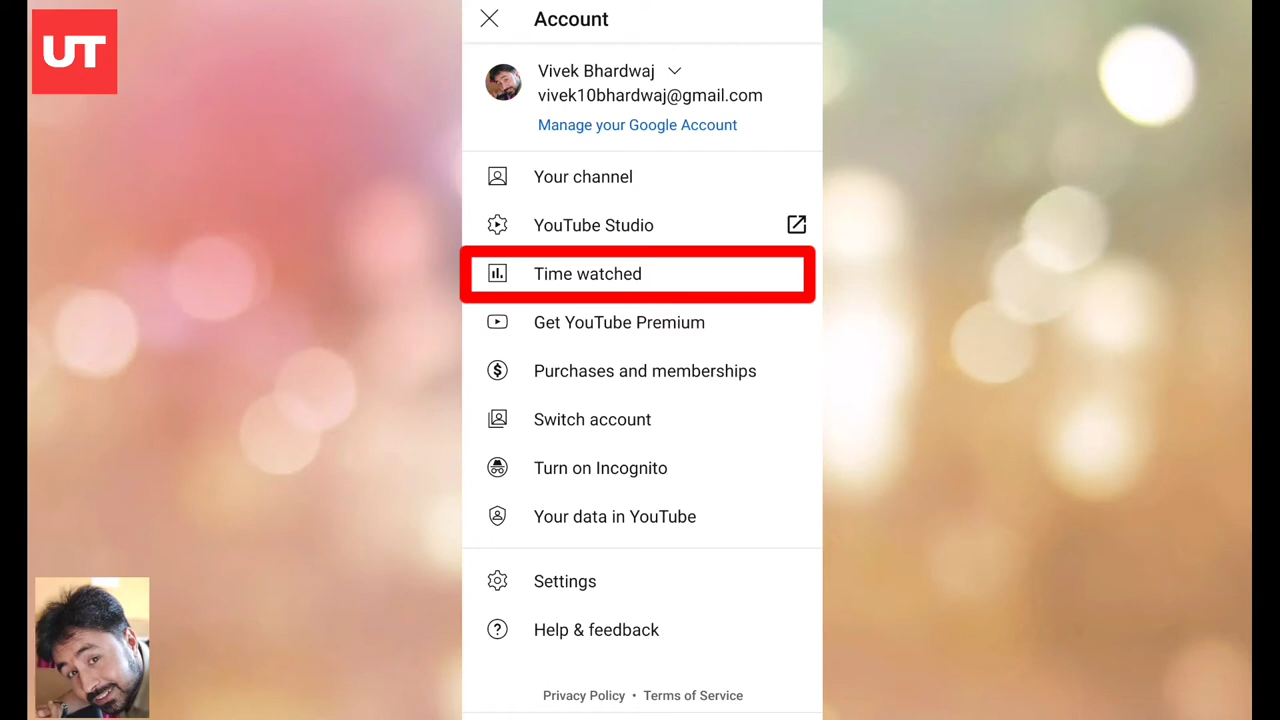 UT
Account
Vivek Bhardwaj
vivek10bhardwaj@gmail.com
Manage your Google Account
Your channel
YouTube Studio
Time watched
Get YouTube Premium
Purchases and memberships
Switch account
Turn on Incognito
Your data in YouTube
Settings
Help & feedback
Privacy Policy • Terms of Service